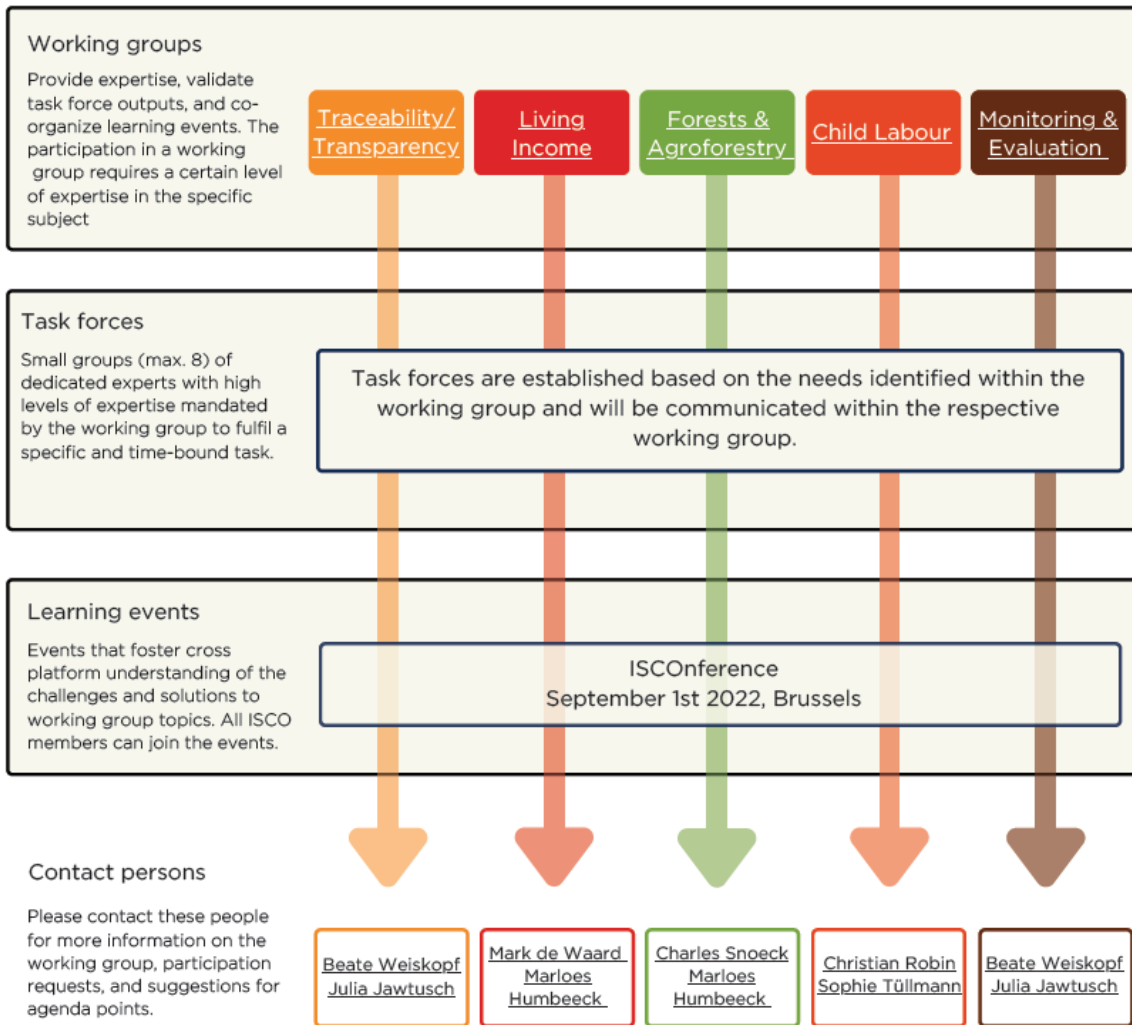 Working groups
Provide expertise, validate
task force outputs, and co-
organize learning events. The
participation in a working
group requires a certain level
of expertise in the specific
subject
Traceability/
Transparency
Living
Income
Forests &
Agroforestry
Child Labour
Monitoring &
Evaluation
Task forces
Small groups (max. 8) of
dedicated experts with high
levels of expertise mandated
by the working group to fulfil a
specific and time-bound task.
Task forces are established based on the needs identified within the
working group and will be communicated within the respective
working group.
Learning events
Events that foster cross
platform understanding of the
challenges and solutions to
working group topics. All ISCO
members can join the events.
ISCOnference
September 1st 2022, Brussels
Contact persons
Please contact these people
for more information on the
working group, participation
requests, and suggestions for
agenda points.
Beate Weiskopf
Julia Jawtusch
Mark de Waard
Marloes
Humbeeck
Charles Snoeck
Marloes
Humbeeck
Christian Robin
Sophie Tüllmann
Beate Weiskopf
Julia Jawtusch